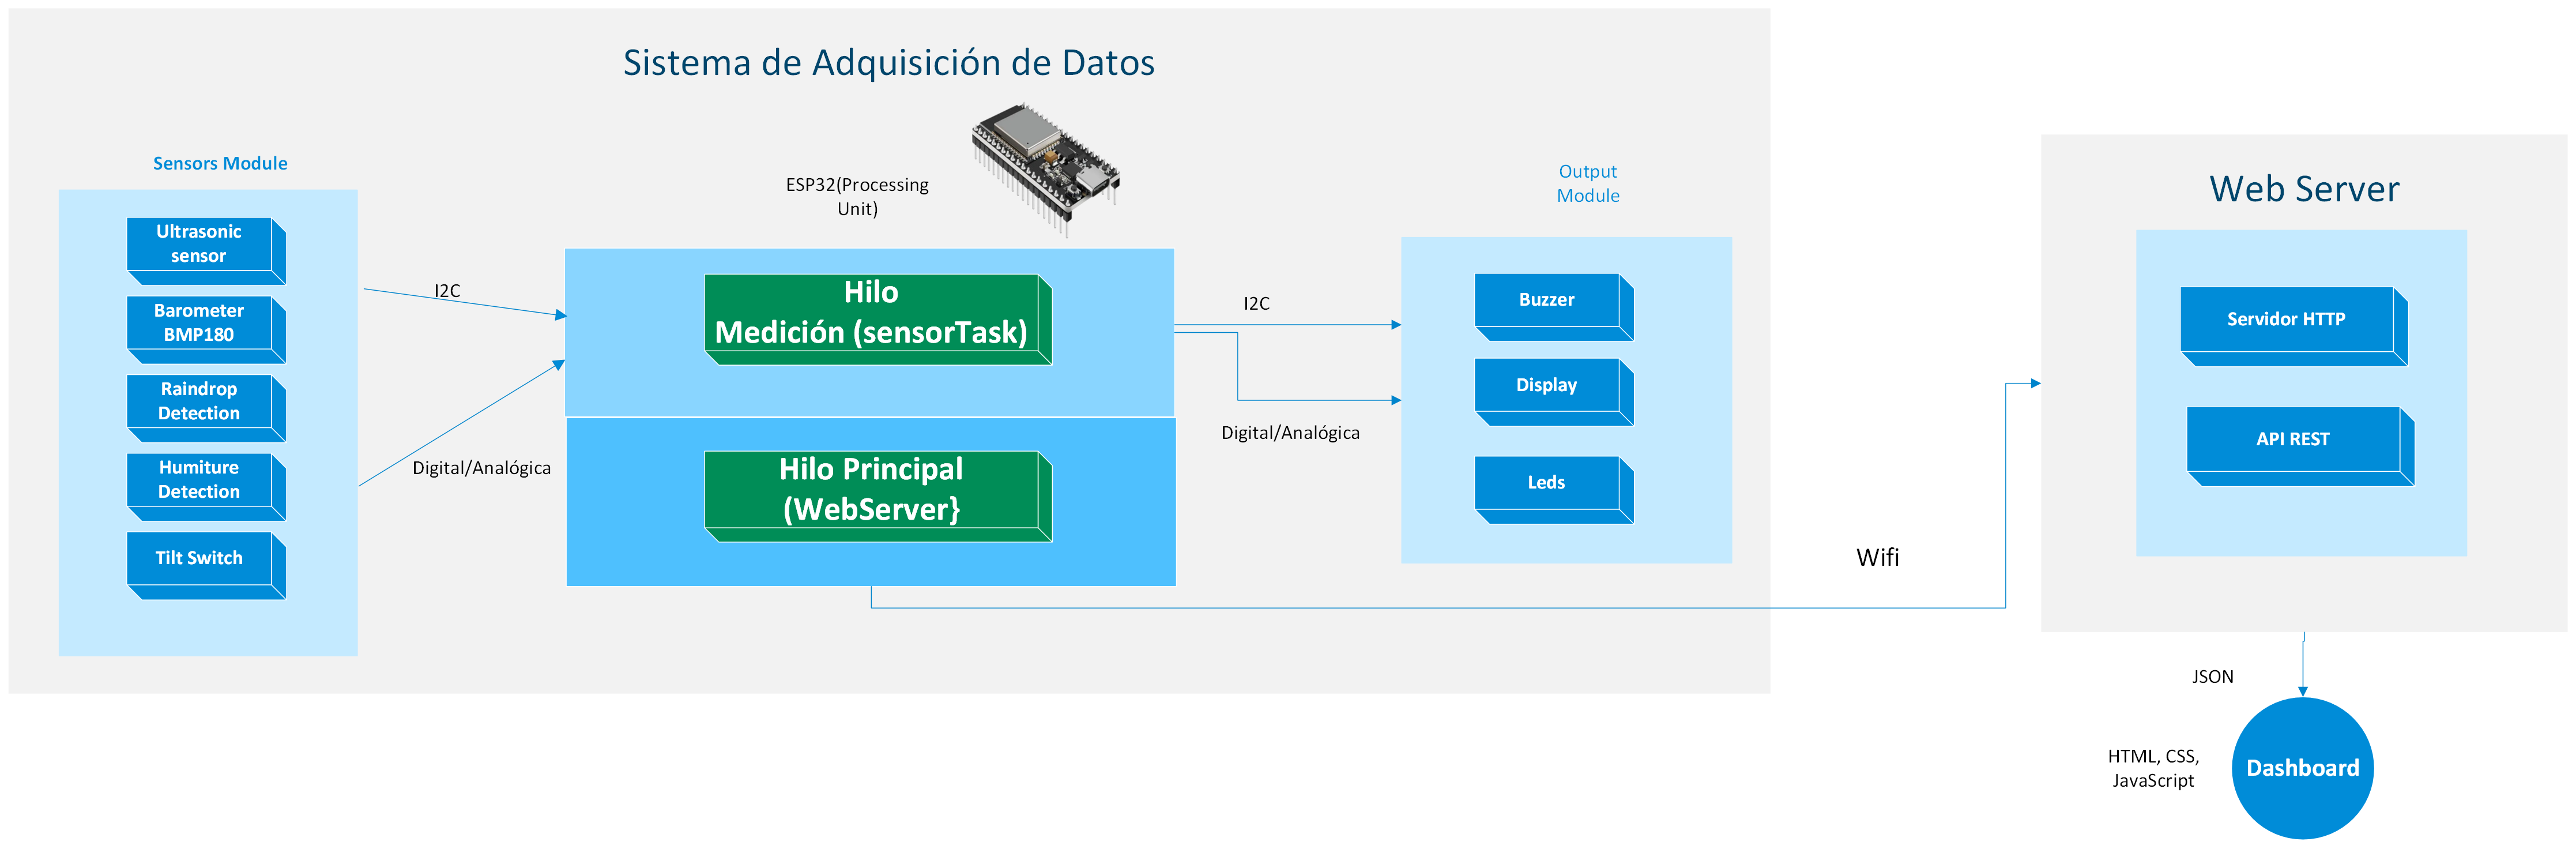 Sistema de Adquisición de Datos
Sensors Module
Ultrasonic
sensor
Barometer
BMP180
Raindrop
Detection
Humiture
Detection
Tilt Switch
I2C
Digital/Analógica
ESP32(Processing
Unit)
Hilo
Medición (sensorTask)
Hilo Principal
(WebServer}
I2C
Digital/Analógica
Output
Module
Buzzer
Display
Leds
Wifi
Web Server
Servidor HTTP
API REST
JSON
HTML, CSS,
JavaScript
Dashboard